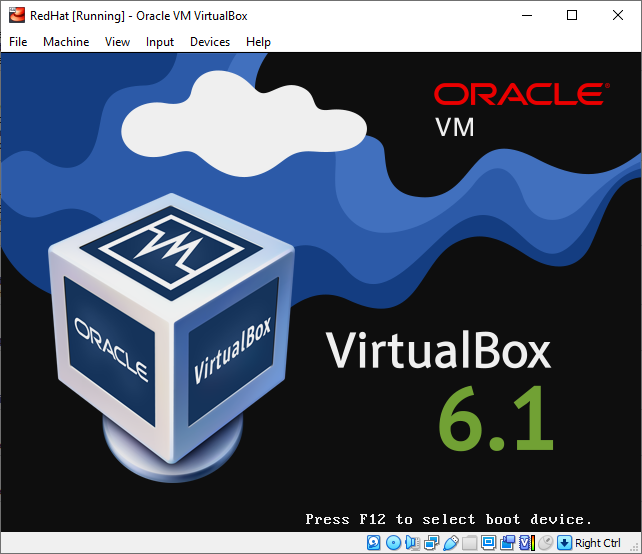 RedHat [Running] - Oracle VM VirtualBox
File Machine View Input Devices Help
ORACLE®
VM
ORACLE
VirtualBox
VirtualBox
6.1
Press F12 to select boot device.
Right Ctrl